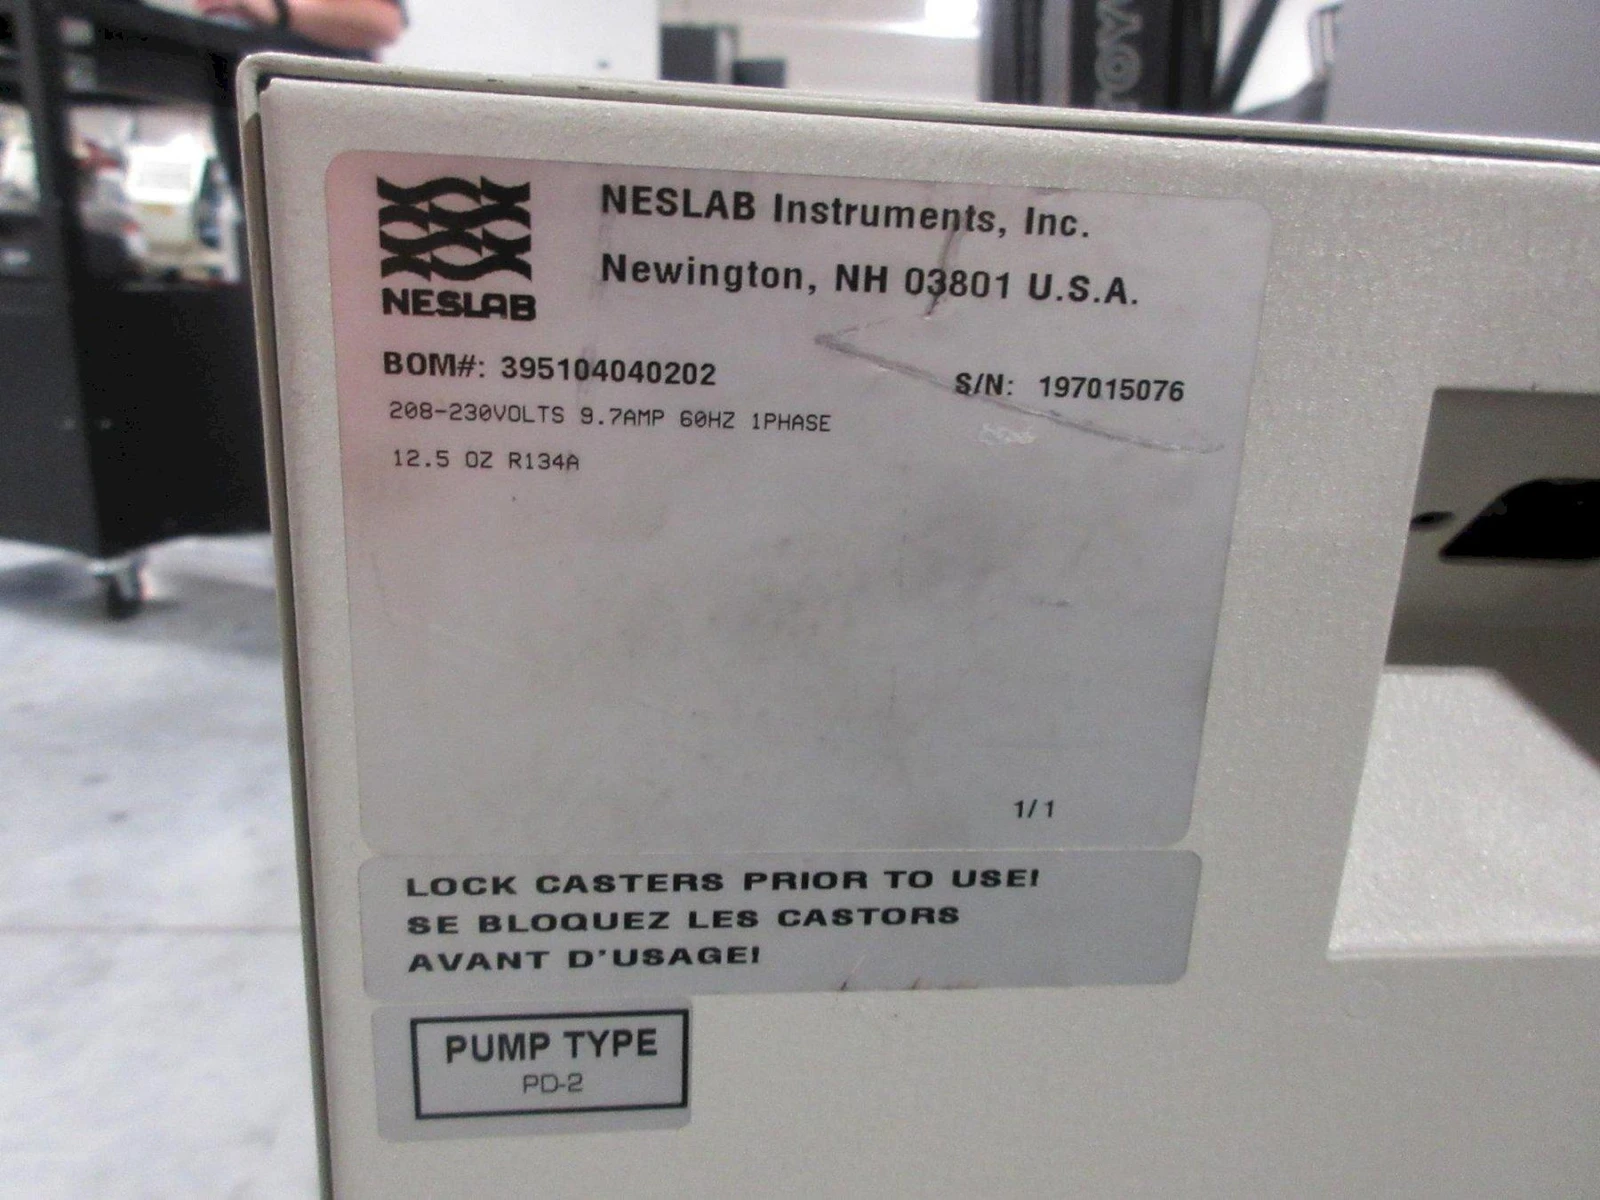 NESLAB Instruments, Inc.
Newington, NH 03801 U.S.A.
NESLAB
BOM#: 395104040202
S/N: 197015076
208-230VOLTS 9.7AMP 60HZ 1PHASE
12.5 OZ R134A
1/1
LOCK CASTERS PRIOR TO USE!
SE BLOQUEZ LES CASTORS
AVANT D'USAGE!
PUMP TYPE
PD-2